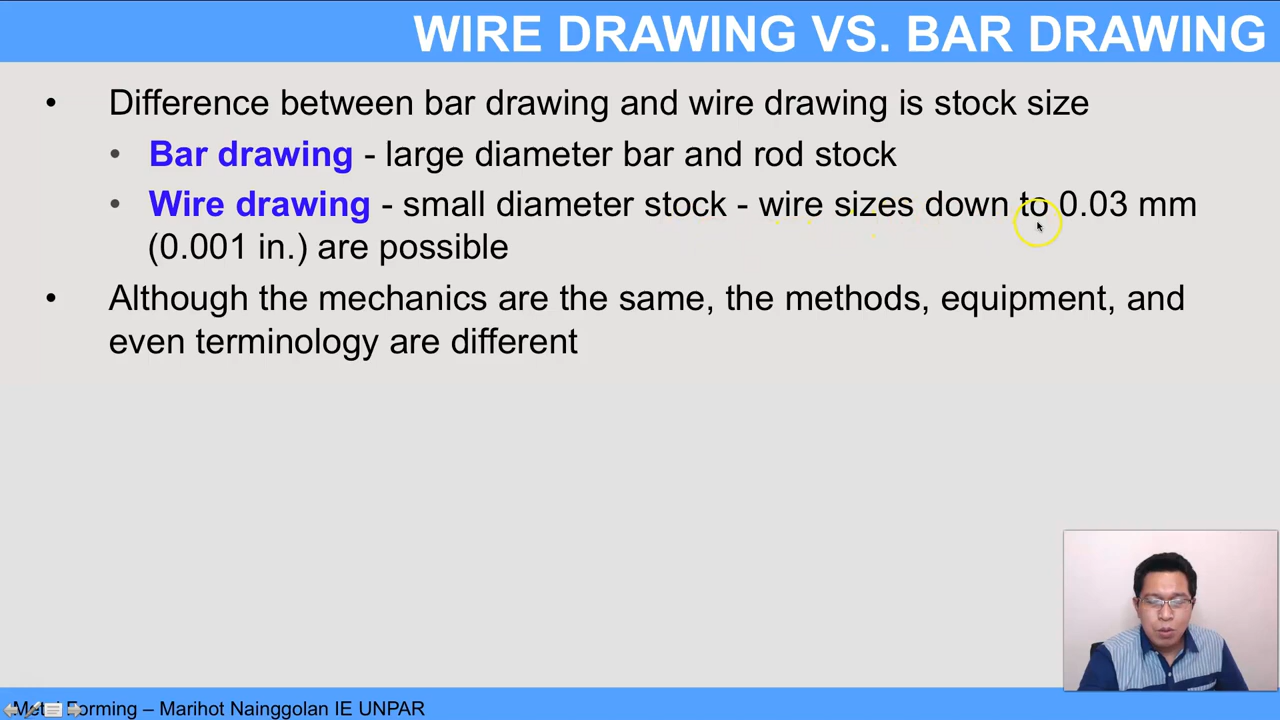 WIRE DRAWING VS. BAR DRAWING
• Difference between bar drawing and wire drawing is stock size
• Bar drawing - large diameter bar and rod stock
• Wire drawing - small diameter stock - wire sizes down to 0.03 mm
(0.001 in.) are possible
• Although the mechanics are the same, the methods, equipment, and
even terminology are different
Metal Forming – Marihot Nainggolan IE UNPAR